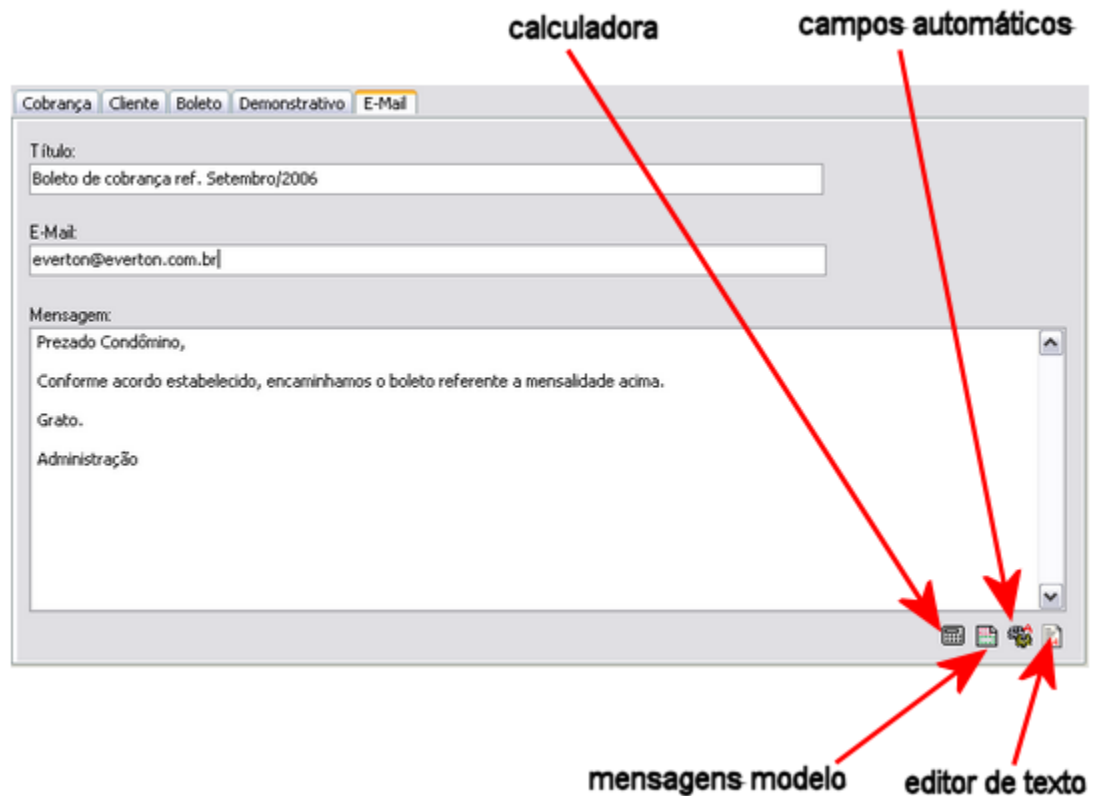 calculadora
campos automáticos
Cobrança Cliente Boleto Demonstrativo E-Mail
Título:
Boleto de cobrança ref. Setembro/2006
E-Mail:
everton@everton.com.br
Mensagem:
Prezado Condômino,
Conforme acordo estabelecido, encaminhamos o boleto referente a mensalidade acima.
Grato.
Administração
mensagens modelo
editor de texto